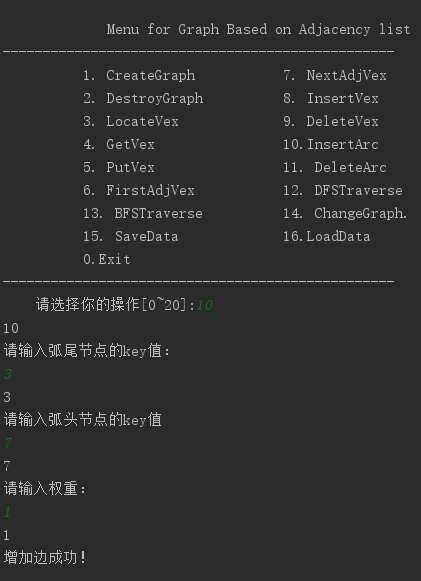 Menu for Graph Based on Adjacency list
-------------------------------------------------
1. CreateGraph 7. NextAdjVex
2. DestroyGraph 8. InsertVex
3. LocateVex 9. DeleteVex
4. GetVex 10.InsertArc
5. PutVex 11. DeleteArc
6. FirstAdjVex 12. DFSTraverse
13. BFSTraverse 14. ChangeGraph.
15. SaveData 16.LoadData
0.Exit
-------------------------------------------------
请选择你的操作[0~20]:10
10
请输入弧尾节点的key值:
3
3
请输入弧头节点的key值
7
7
请输入权重:
1
1
增加边成功!